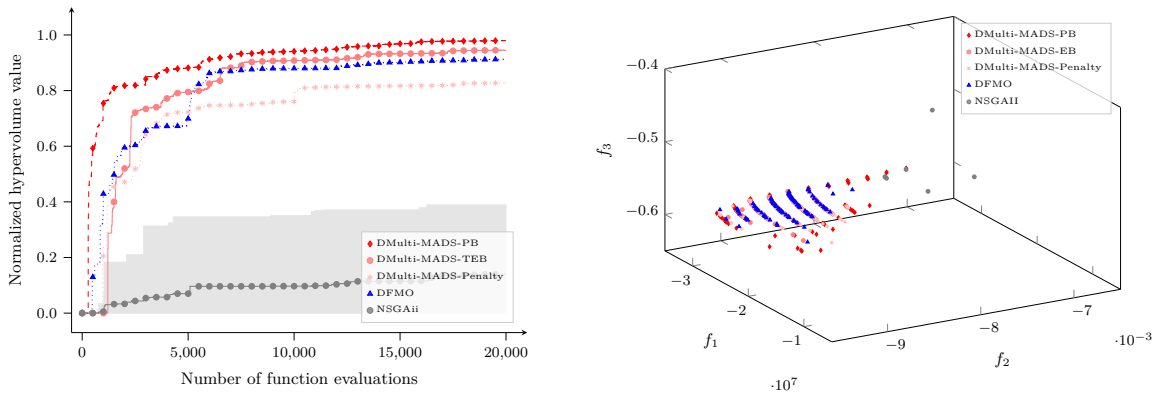 1.0
0.8
0.6
0.4
0.2
0.0
Normalized hypervolume value
0
5,000
10,000
15,000
20,000
Number of function evaluations
DMulti-MADS-PB
DMulti-MADS-TEB
DMulti-MADS-Penalty
DFMO
NSGAii
−0.4
−0.5
−0.6
f3
−3
−2
−1
f1
·10^7
−9
−8
−7
f2
·10^−3
DMulti-MADS-PB
DMulti-MADS-EB
DMulti-MADS-Penalty
DFMO
NSGAII